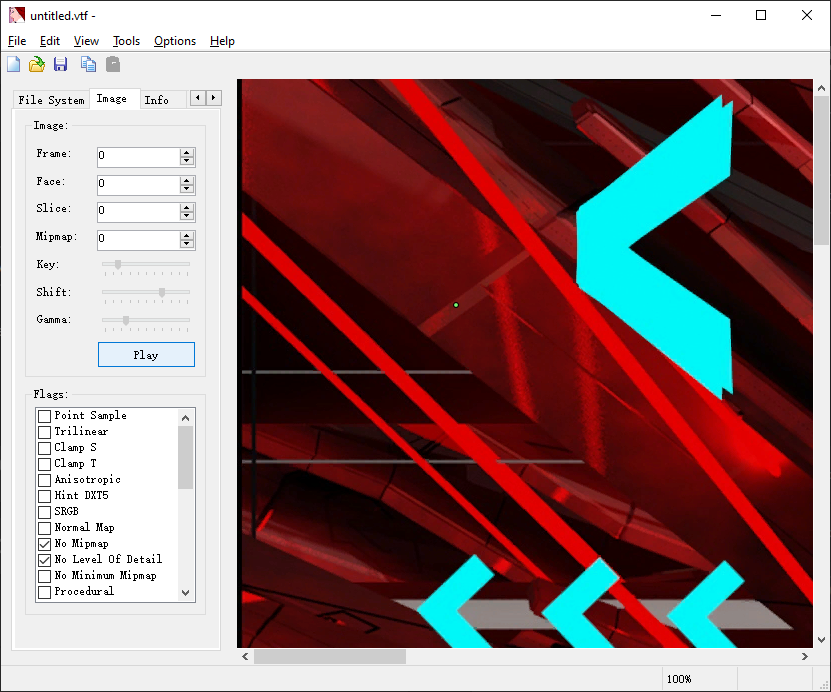 untitled.vtf -
File Edit View Tools Options Help
File System Image Info
Image:
Frame: 0
Face: 0
Slice: 0
Mipmap: 0
Key:
Shift:
Gamma:
Play
Flags:
Point Sample
Trilinear
Clamp S
Clamp T
Anisotropic
Hint DXT5
SRGB
Normal Map
No Mipmap
No Level Of Detail
No Minimum Mipmap
Procedural
100%